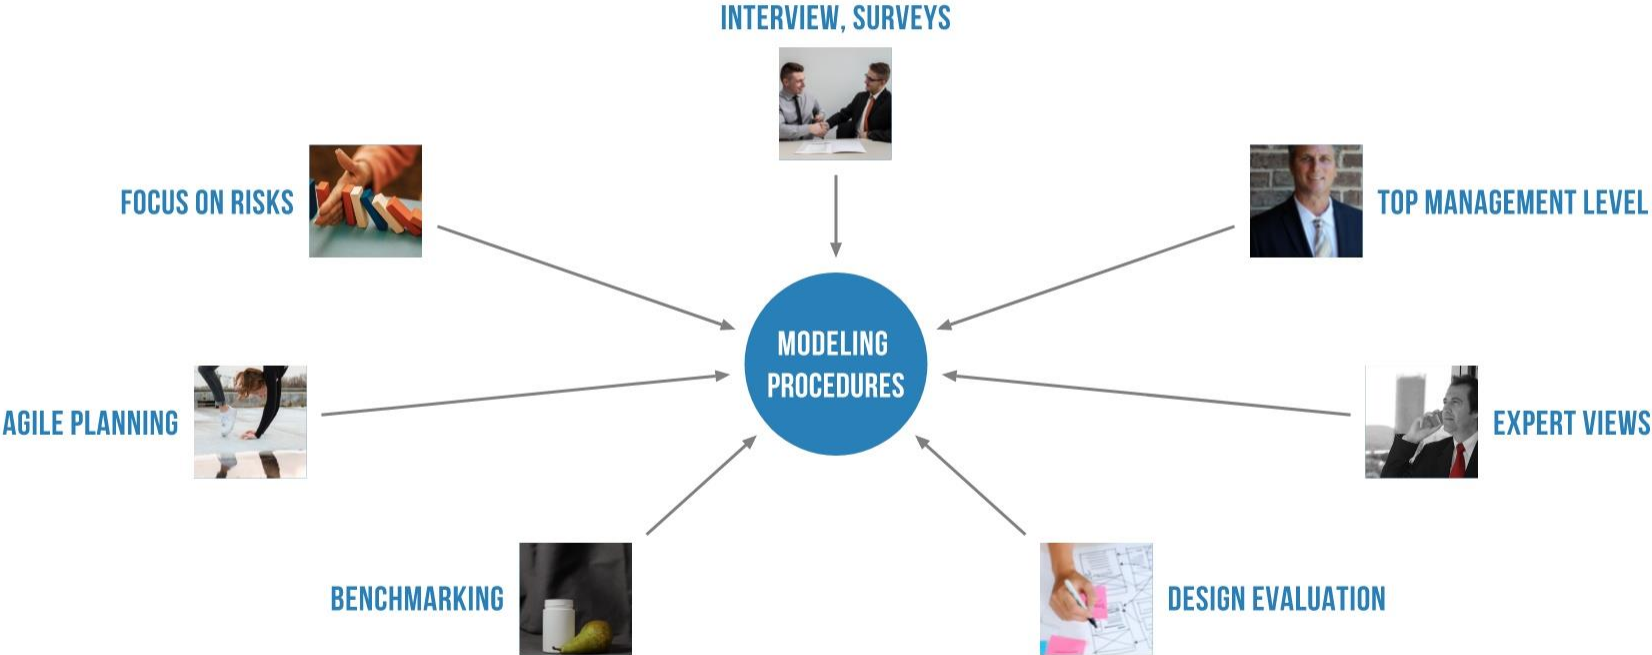 INTERVIEW, SURVEYS
FOCUS ON RISKS
TOP MANAGEMENT LEVEL
MODELING
PROCEDURES
AGILE PLANNING
EXPERT VIEWS
BENCHMARKING
DESIGN EVALUATION